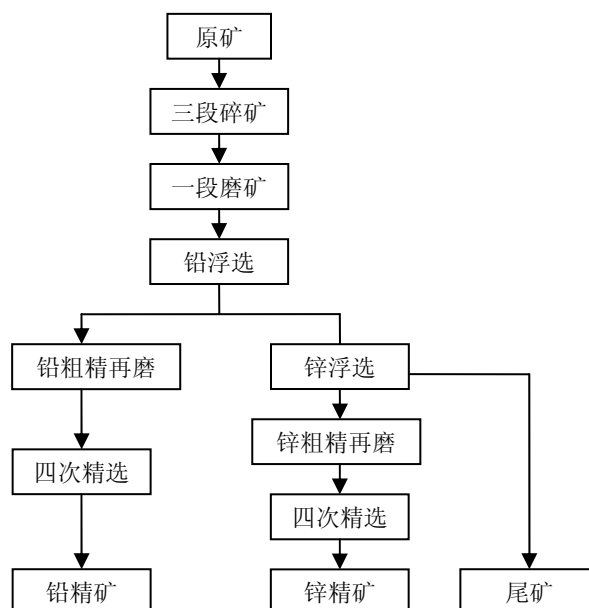 原矿
三段碎矿
一段磨矿
铅浮选
铅粗精再磨
锌浮选
锌粗精再磨
四次精选
四次精选
铅精矿
锌精矿
尾矿